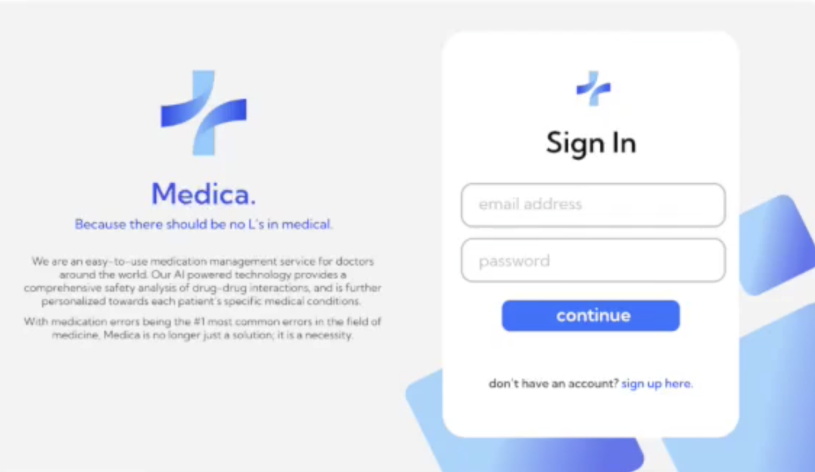 Medica.
Because there should be no L's in medical.
We are an easy-to-use medication management service for doctors
around the world. Our AI powered technology provides a
comprehensive safety analysis of drug-drug interactions, and is further
personalized towards each patient's specific medical conditions.
With medication errors being the #1 most common errors in the field of
medicine, Medica is no longer just a solution; it is a necessity.
Sign In
email address
password
continue
don't have an account? sign up here.